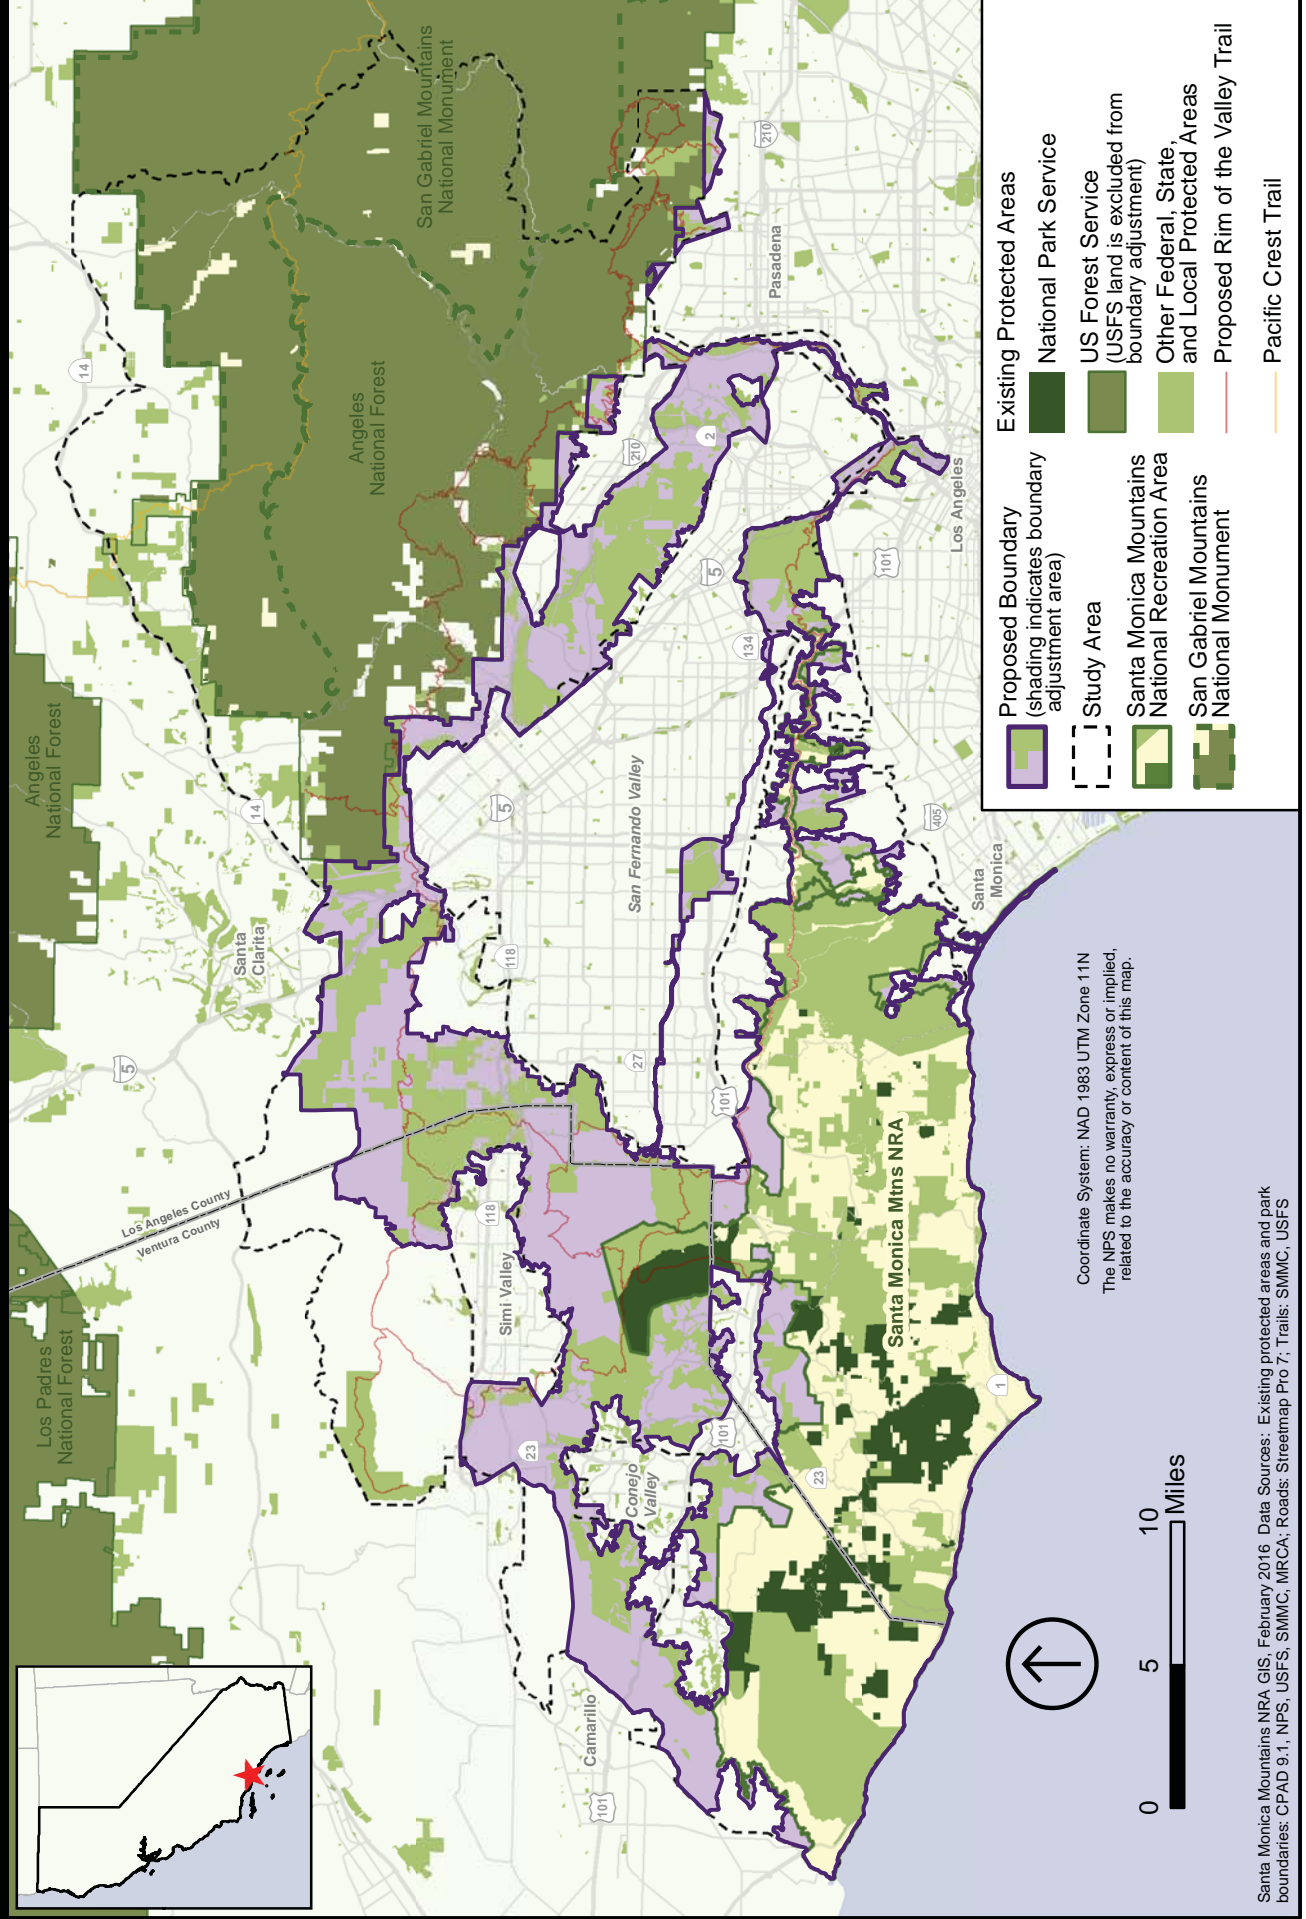 Los Padres
National Forest
Angeles
National Forest
Angeles
National Forest
San Gabriel Mountains
National Monument
Los Angeles County
Ventura County
Santa
Clarita
5
14
14
118
118
Simi Valley
23
5
San Fernando Valley
27
5
210
2
210
134
Pasadena
Conejo
Valley
101
101
101
101
Camarillo
23
1
405
Santa Monica Mtns NRA
Santa
Monica
Los Angeles
0
5
10
Miles
Coordinate System: NAD 1983 UTM Zone 11N
The NPS makes no warranty, express or implied,
related to the accuracy or content of this map.
Proposed Boundary
(shading indicates boundary
adjustment area)
Study Area
Santa Monica Mountains
National Recreation Area
San Gabriel Mountains
National Monument
Existing Protected Areas
National Park Service
US Forest Service
(USFS land is excluded from
boundary adjustment)
Other Federal, State,
and Local Protected Areas
Proposed Rim of the Valley Trail
Pacific Crest Trail
Santa Monica Mountains NRA GIS, February 2016 Data Sources: Existing protected areas and park
boundaries: CPAD 9.1, NPS, USFS, SMMC, MRCA; Roads: Streetmap Pro 7; Trails: SMMC, USFS